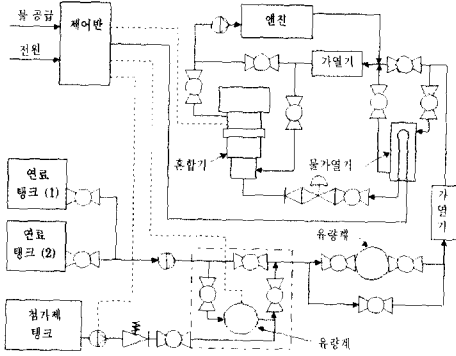 물 공급
전원
제어반
엔진
가열기
혼합기
물가열기
가열기
유량계
연료
탱크 (1)
연료
탱크 (2)
첨가제
탱크
유량계